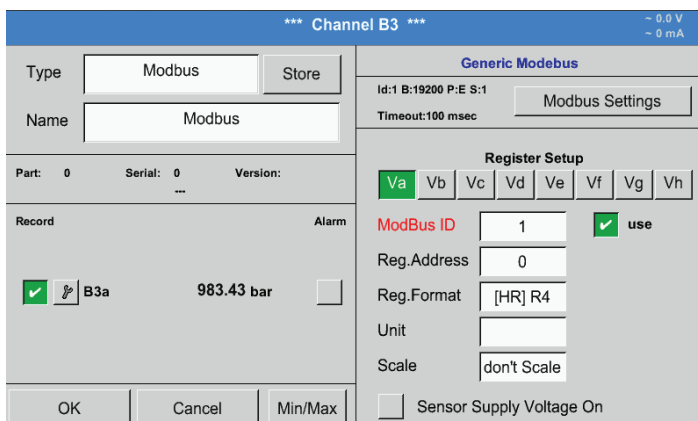 *** Channel B3 ***
~ 0.0 V
~ 0 mA
Type
Modbus
Store
Name
Modbus
Part: 0 Serial: 0 Version:
---
Record
Alarm
B3a 983.43 bar
OK
Cancel
Min/Max
Generic Modebus
Id:1 B:19200 P:E S:1
Timeout:100 msec
Modbus Settings
Register Setup
Va Vb Vc Vd Ve Vf Vg Vh
ModBus ID 1 use
Reg.Address 0
Reg.Format [HR] R4
Unit
Scale don't Scale
Sensor Supply Voltage On